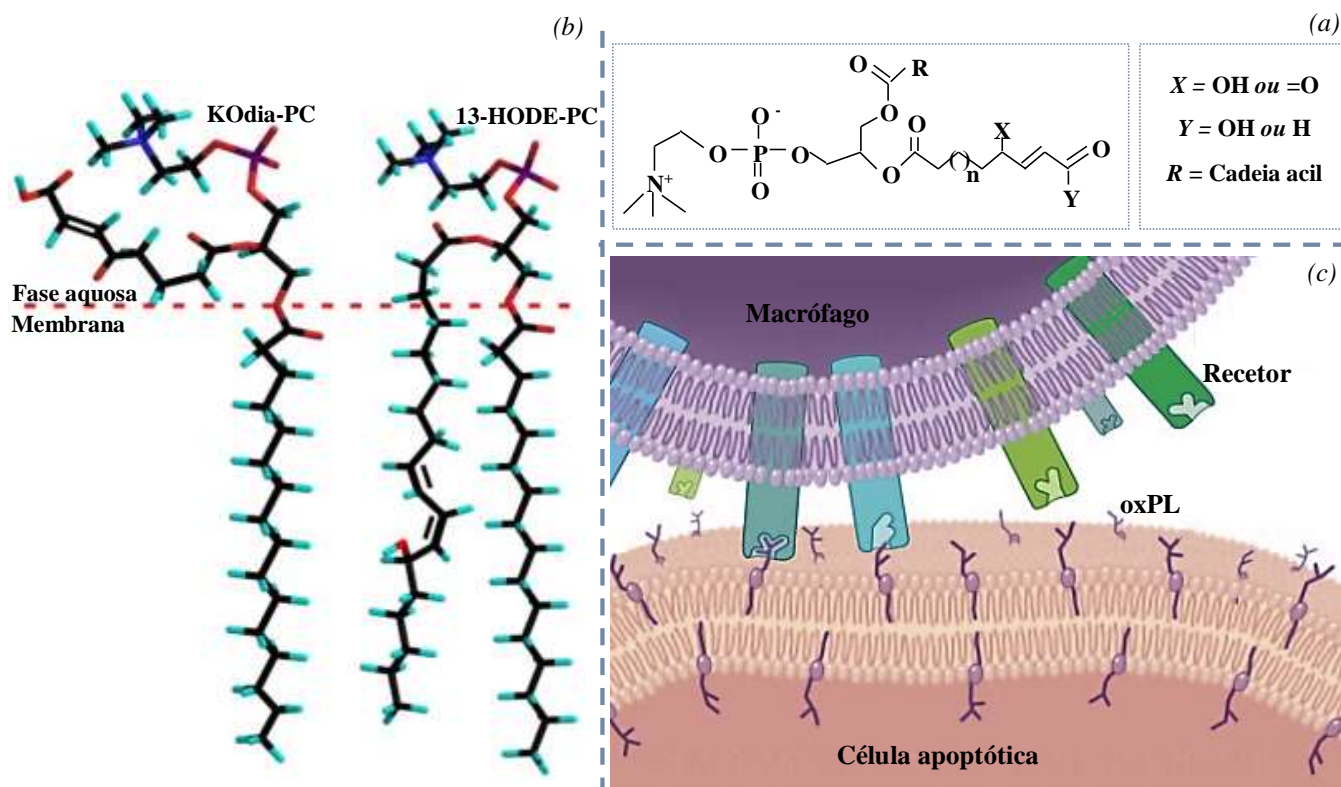 (b)
KOdia-PC
13-HODE-PC
Fase aquosa
Membrana
(a)
O
R
O
O
-
X
O
P
O
O
O
O
N+
O
( )n
Y
X = OH ou =O
Y = OH ou H
R = Cadeia acil
(c)
Macrófago
Recetor
oxPL
Célula apoptótica